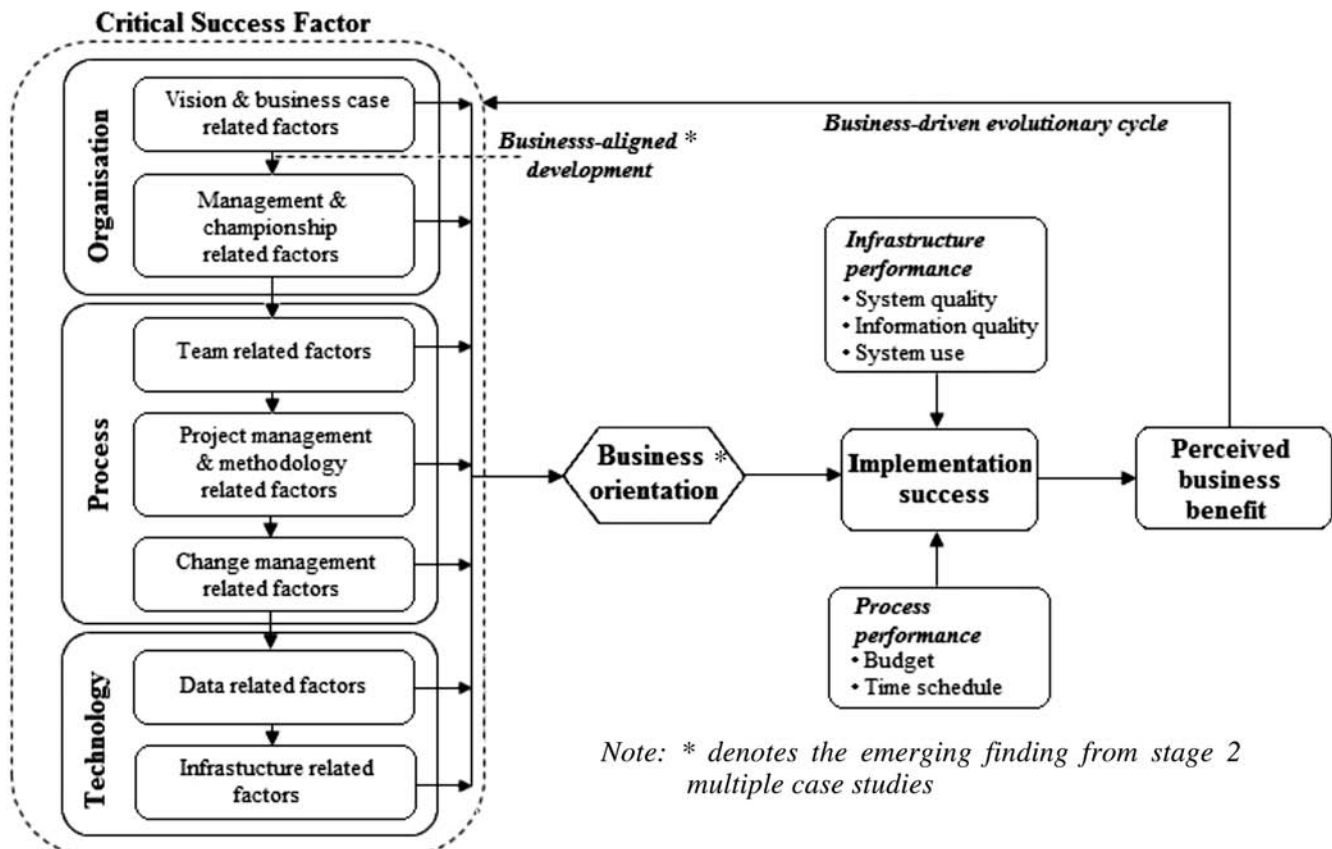 Critical Success Factor
Organisation
Vision & business case
related factors
Businesss-aligned *
development
Management &
championship
related factors
Process
Team related factors
Project management
& methodology
related factors
Change management
related factors
Technology
Data related factors
Infrastucture related
factors
Business-driven evolutionary cycle
Business *
orientation
Infrastructure
performance
• System quality
• Information quality
• System use
Implementation
success
Process
performance
• Budget
• Time schedule
Perceived
business
benefit
Note: * denotes the emerging finding from stage 2
multiple case studies